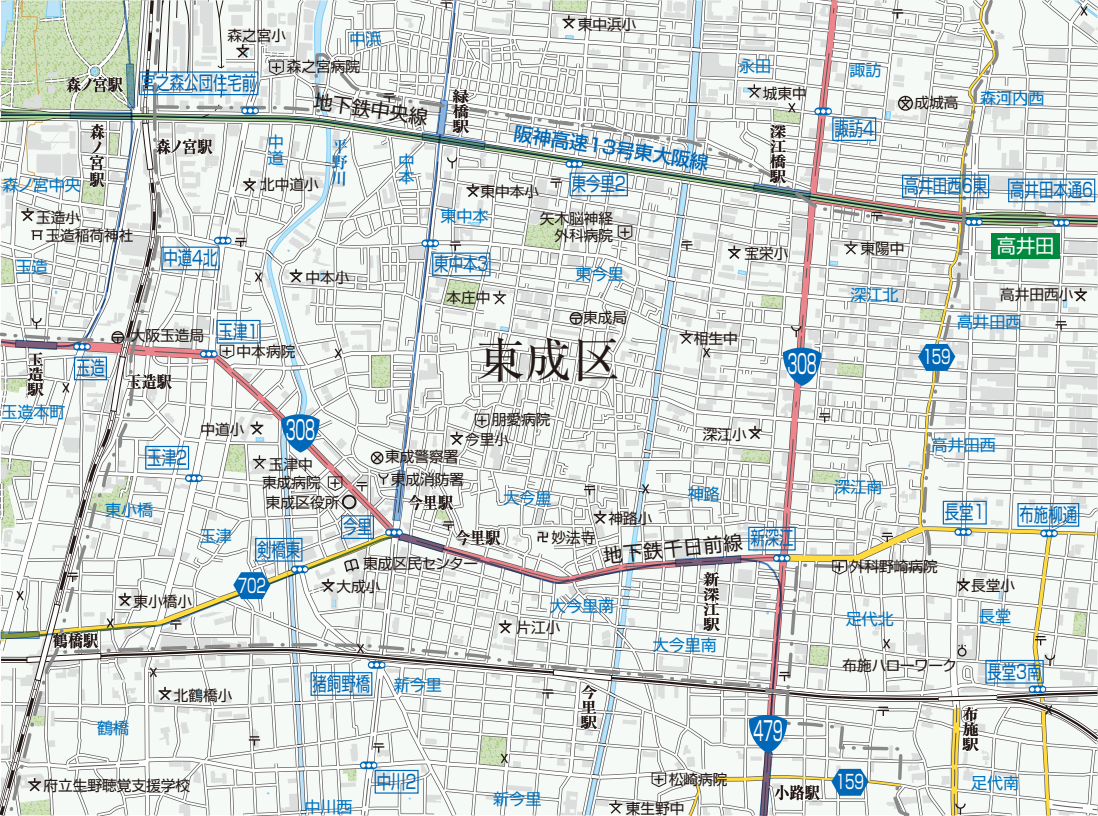 森之宮小
中浜
東中浜小
森之宮病院
永田
諏訪
森ノ宮駅
宮之森公団住宅前
城東中
成城高
森河内西
地下鉄中央線
緑橋駅
阪神高速13号東大阪線
深江橋駅
諏訪4
森ノ宮駅
森ノ宮駅
中道
平野川
中本
森ノ宮中央
北中道小
東中本小
東今里2
高井田西6東
高井田本通6
玉造小
玉造稲荷神社
東中本
矢木脳神経
外科病院
高井田
玉造
中道4北
東中本3
宝栄小
東陽中
中本小
東今里
本庄中
深江北
高井田西小
東成局
大阪玉造局
玉津1
相生中
高井田西
中本病院
東成区
玉造
玉造駅
玉造駅
308
159
玉造本町
中道小
308
朋愛病院
今里小
深江小
高井田西
玉津2
玉津中
東成病院
東成区役所
東成警察署
東成消防署
今里駅
大今里
神路
深江南
東小橋
玉津
今里
神路小
長堂1
布施柳通
剣橋東
今里駅
妙法寺
地下鉄千日前線
新深江
東成区民センター
外科野崎病院
702
大成小
新深江駅
長堂小
東小橋小
大今里南
足代北
長堂
片江小
鶴橋駅
大今里南
布施ハローワーク
猪飼野橋
新今里
今里駅
長堂3南
北鶴橋小
鶴橋
479
布施駅
府立生野聴覚支援学校
中川2
松崎病院
159
足代南
中川西
新今里
東生野中
小路駅